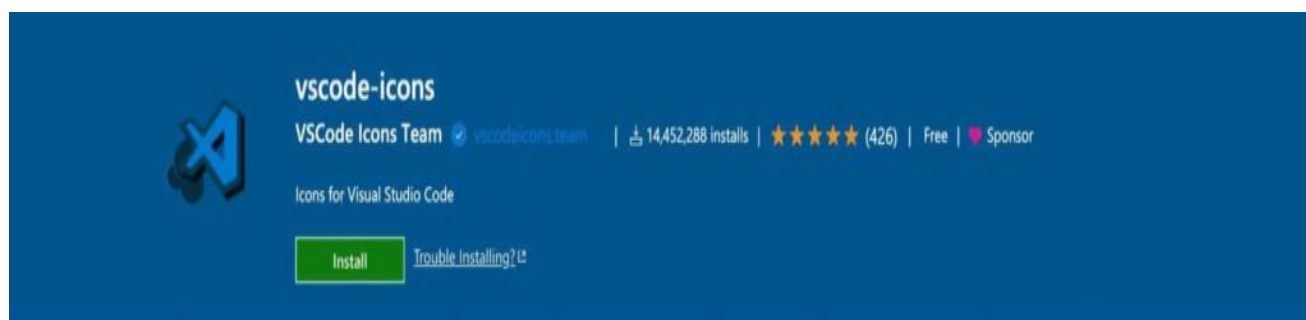 vscode-icons
VSCode Icons Team vscodeicons.team | 14,452,288 installs | (426) | Free | Sponsor
Icons for Visual Studio Code
Install Trouble Installing?